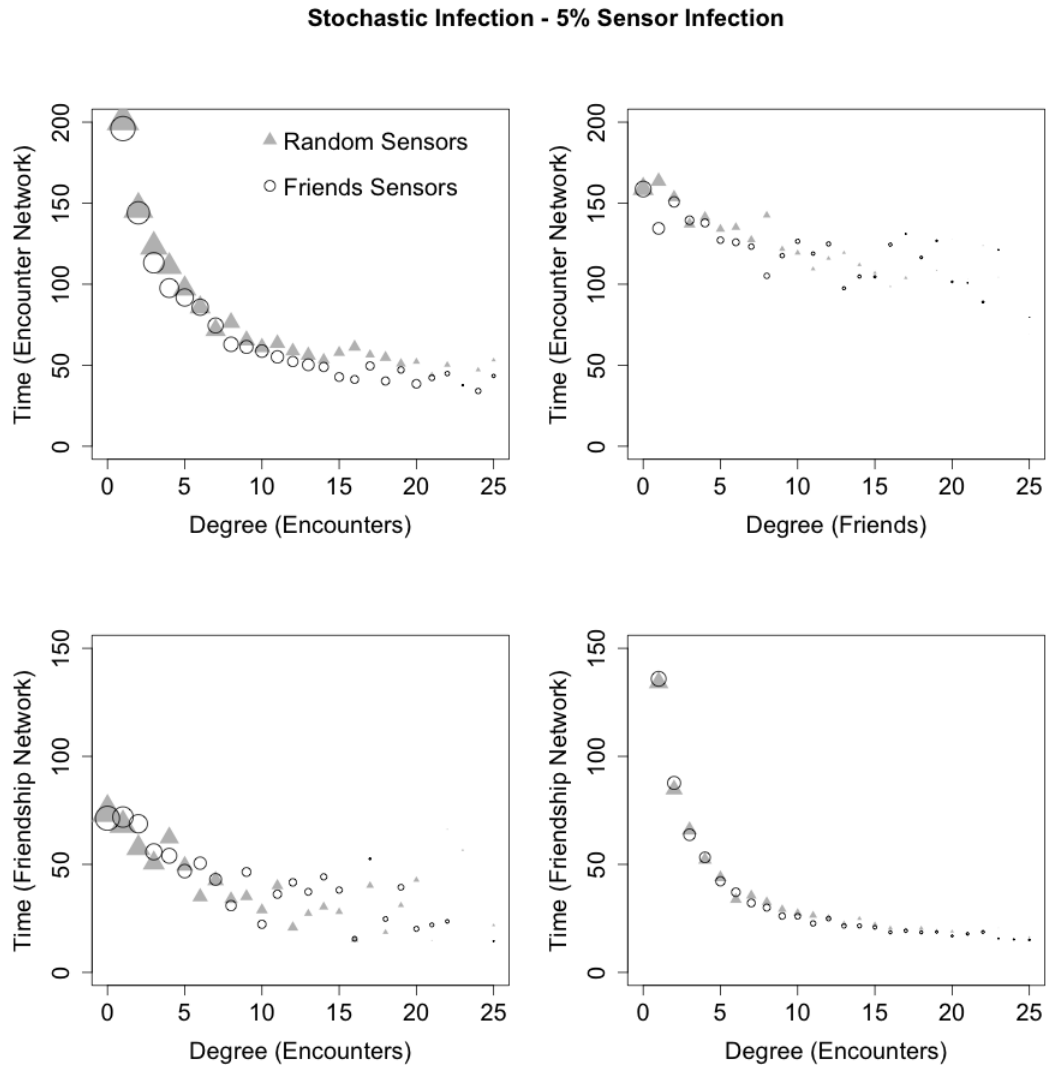 Stochastic Infection - 5% Sensor Infection
Time (Encounter Network)
200
150
100
50
0
Random Sensors
Friends Sensors
0 5 10 15 20 25
Degree (Encounters)
Time (Encounter Network)
200
150
100
50
0
0 5 10 15 20 25
Degree (Friends)
Time (Friendship Network)
150
100
50
0
0 5 10 15 20 25
Degree (Encounters)
Time (Friendship Network)
150
100
50
0
0 5 10 15 20 25
Degree (Encounters)